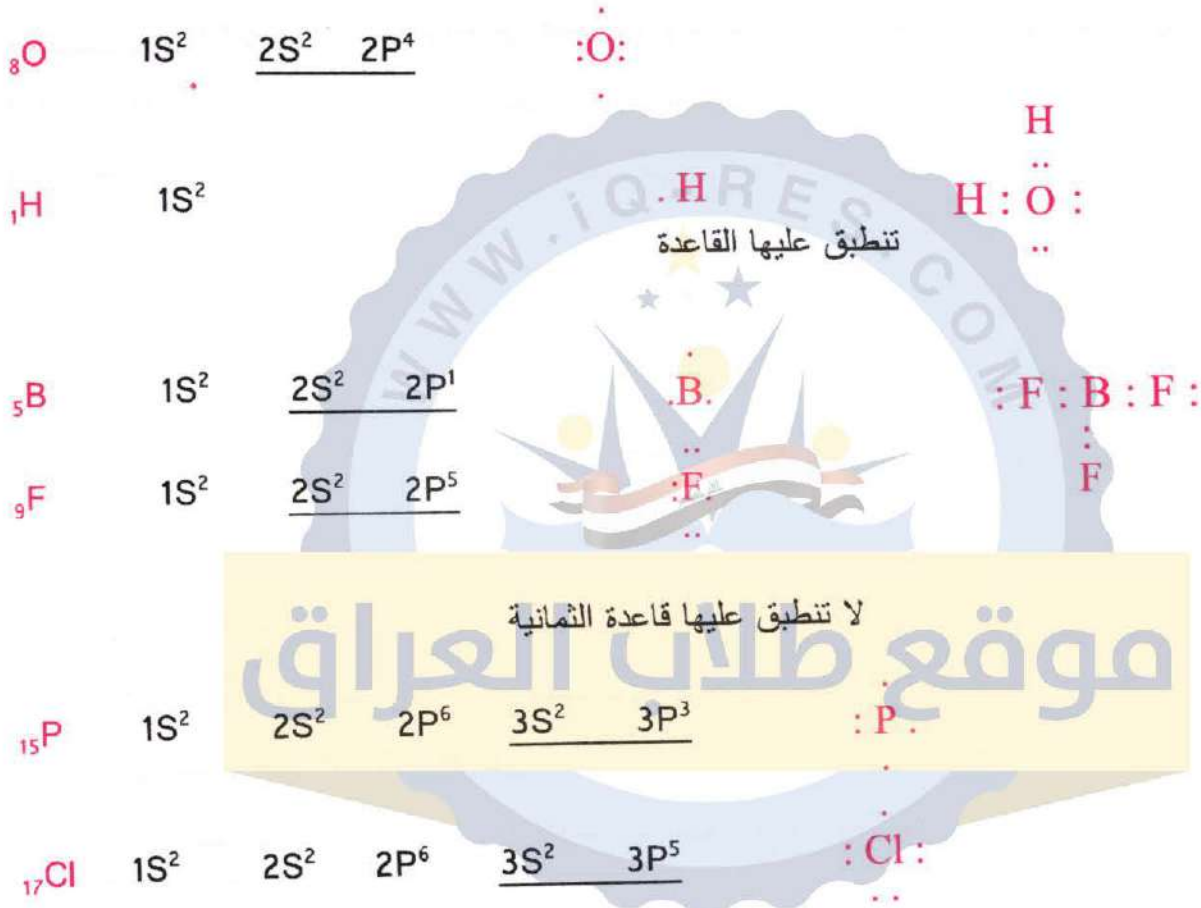 ₈O 1S² 2S² 2P⁴ :O:
H
₁H 1S² . H H : O :
تنطبق عليها القاعدة
₅B 1S² 2S² 2P¹ .B. : F : B : F :
₉F 1S² 2S² 2P⁵ :F. F
لا تنطبق عليها قاعدة الثمانية
₁₅P 1S² 2S² 2P⁶ 3S² 3P³ : P .
₁₇Cl 1S² 2S² 2P⁶ 3S² 3P⁵ : Cl :
WWW.iQ-RES.COM
موقع طلاب العراق